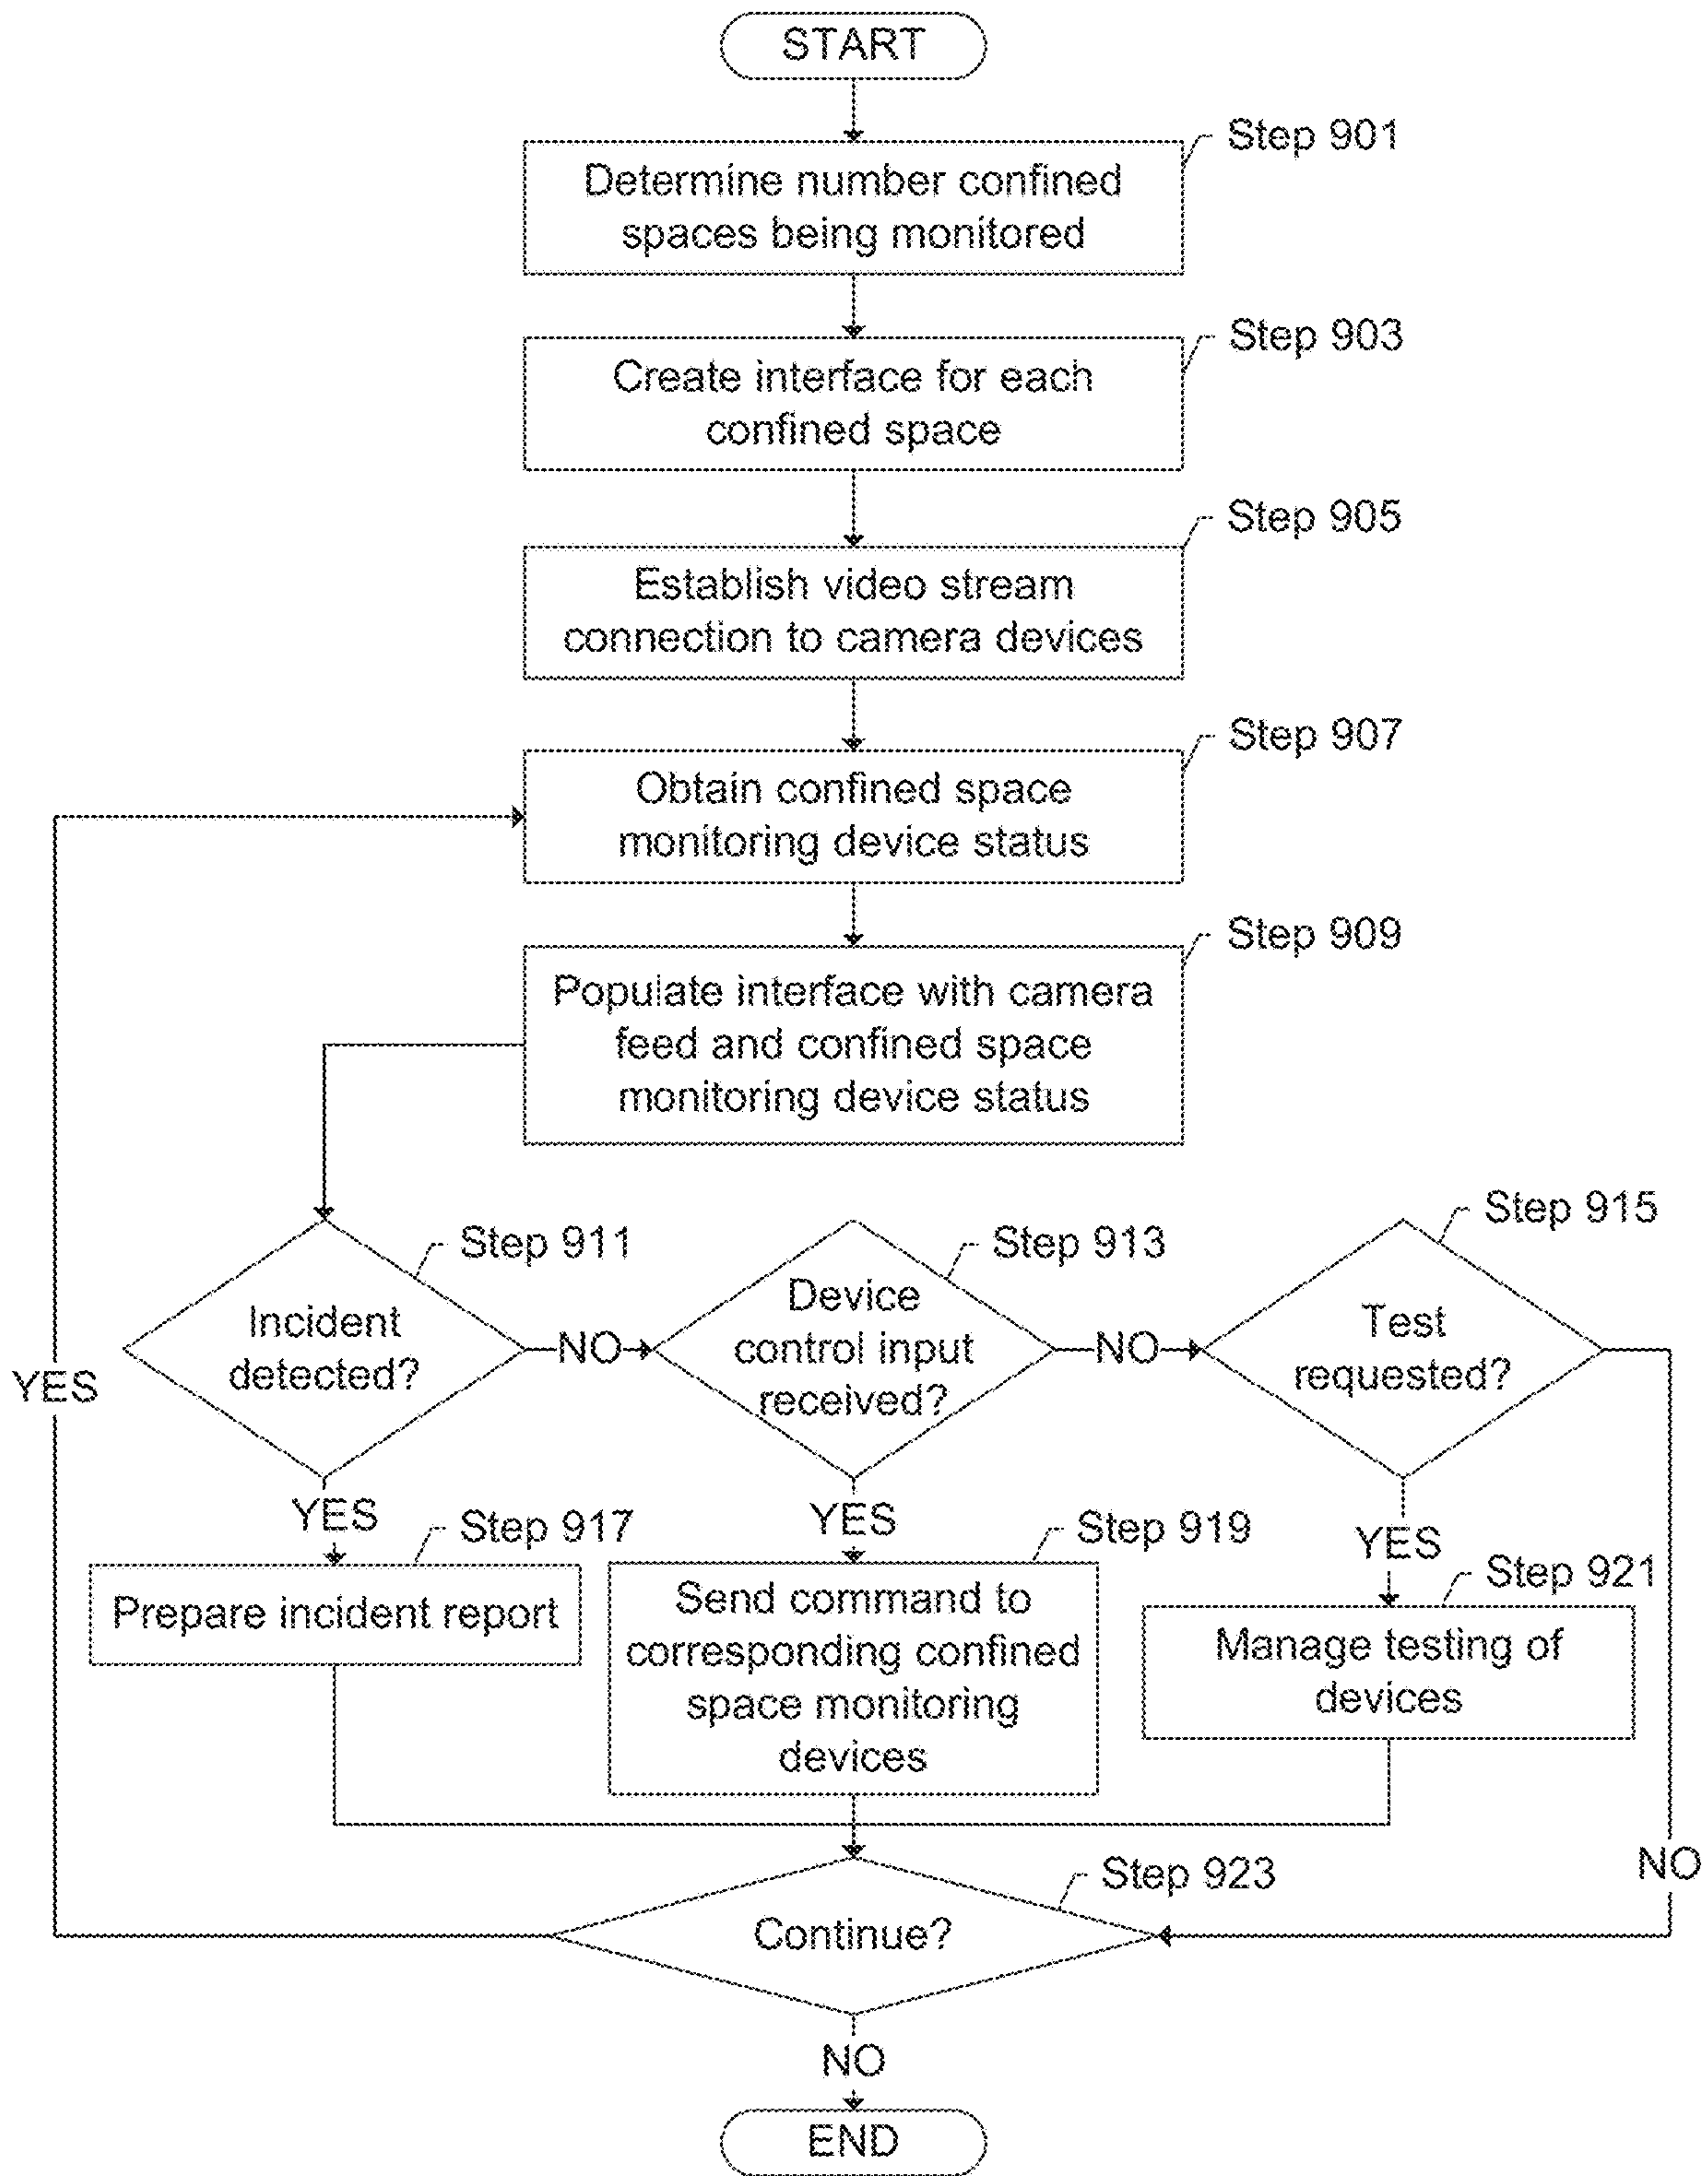 START
Step 901
Determine number confined
spaces being monitored
Step 903
Create interface for each
confined space
Step 905
Establish video stream
connection to camera devices
Step 907
Obtain confined space
monitoring device status
Step 909
Populate interface with camera
feed and confined space
monitoring device status
Step 911
Incident
detected?
NO
Step 913
Device
control input
received?
NO
Step 915
Test
requested?
YES
YES
Step 917
Prepare incident report
YES
Step 919
Send command to
corresponding confined
space monitoring
devices
YES
Step 921
Manage testing of
devices
NO
Step 923
Continue?
NO
END